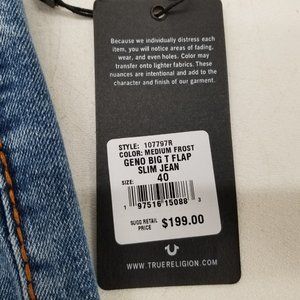 Because we individually distress each
item, you will notice areas of fading,
wear, and even holes. Color may
transfer onto lighter fabrics. These
nuances are intentional and add to the
character and finish of our garment.
STYLE: 107797R
COLOR: MEDIUM FROST
GENO BIG T FLAP
SLIM JEAN
SIZE: 40
1 97516 15088 3
SUGG RETAIL
PRICE $199.00
WWW.TRUERELIGION.COM